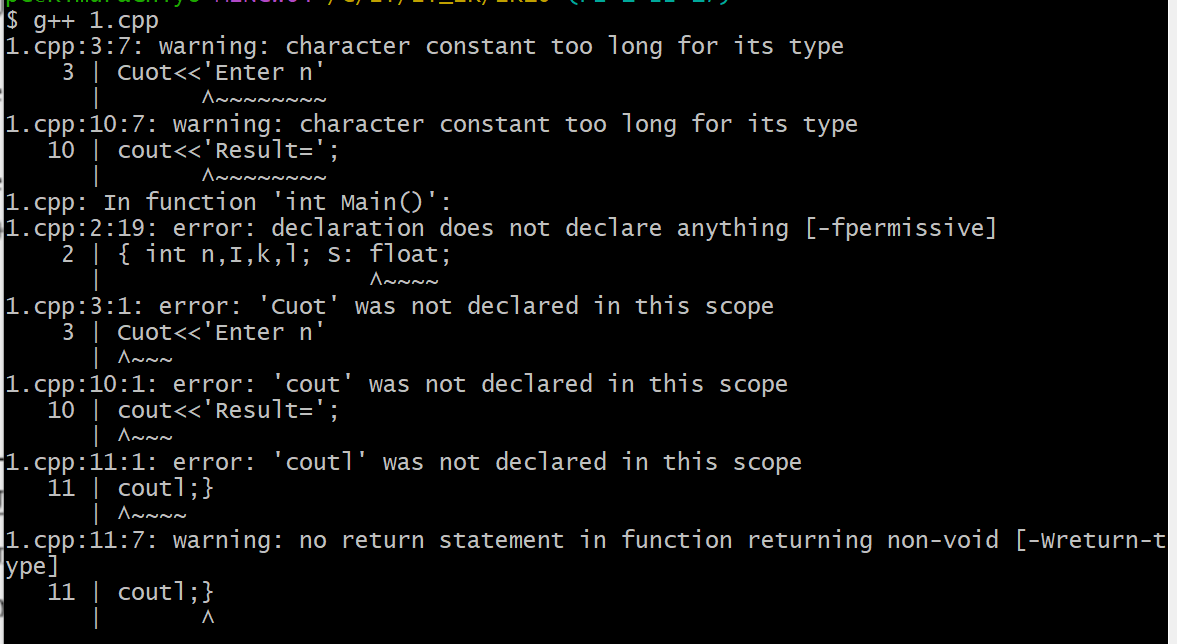 $ g++ 1.cpp
1.cpp:3:7: warning: character constant too long for its type
    3 | Cuot<<'Enter n'
      |       ^~~~~~~~~
1.cpp:10:7: warning: character constant too long for its type
   10 | cout<<'Result=';
      |       ^~~~~~~~~
1.cpp: In function 'int Main()':
1.cpp:2:19: error: declaration does not declare anything [-fpermissive]
    2 | { int n,I,k,l; S: float;
      |                   ^~~~~
1.cpp:3:1: error: 'Cuot' was not declared in this scope
    3 | Cuot<<'Enter n'
      | ^~~~
1.cpp:10:1: error: 'cout' was not declared in this scope
   10 | cout<<'Result=';
      | ^~~~
1.cpp:11:1: error: 'coutl' was not declared in this scope
   11 | coutl;}
      | ^~~~~
1.cpp:11:7: warning: no return statement in function returning non-void [-Wreturn-t
ype]
   11 | coutl;}
      |       ^